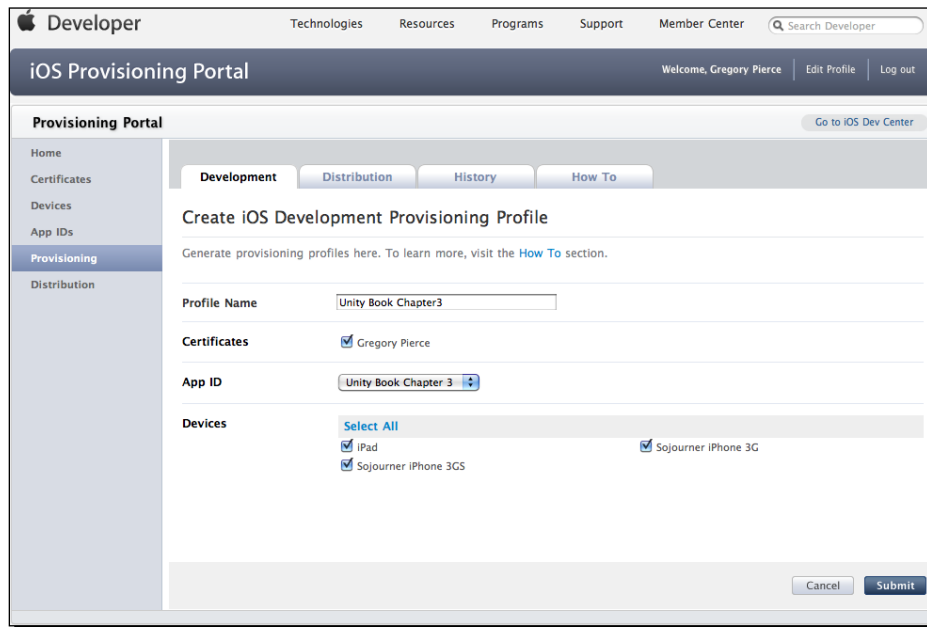 Developer
Technologies Resources Programs Support Member Center Search Developer
iOS Provisioning Portal
Welcome, Gregory Pierce Edit Profile Log out
Provisioning Portal
Go to iOS Dev Center
Home
Certificates
Devices
App IDs
Provisioning
Distribution
Development Distribution History How To
Create iOS Development Provisioning Profile
Generate provisioning profiles here. To learn more, visit the How To section.
Profile Name Unity Book Chapter3
Certificates Gregory Pierce
App ID Unity Book Chapter 3
Devices Select All
iPad Sojourner iPhone 3G
Sojourner iPhone 3GS
Cancel Submit